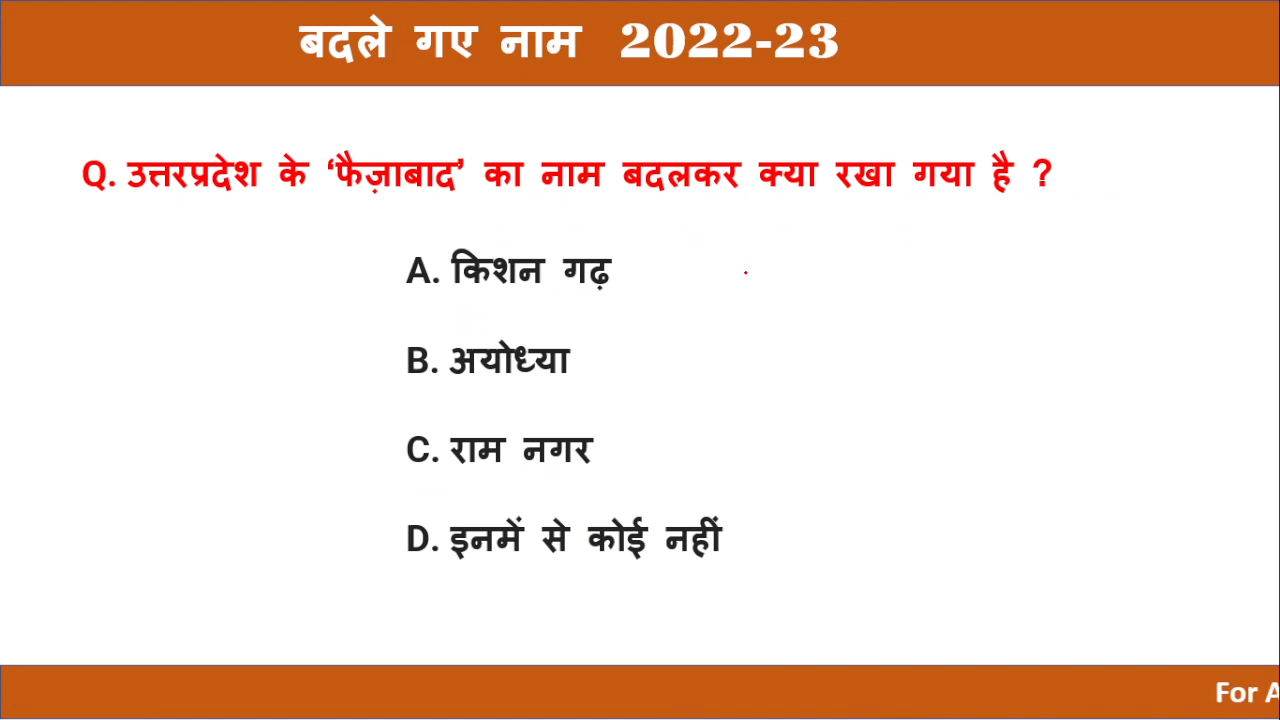 बदले गए नाम 2022-23
Q. उत्तरप्रदेश के ‘फैज़ाबाद’ का नाम बदलकर क्या रखा गया है ?
A. किशन गढ़
B. अयोध्या
C. राम नगर
D. इनमें से कोई नहीं
For A